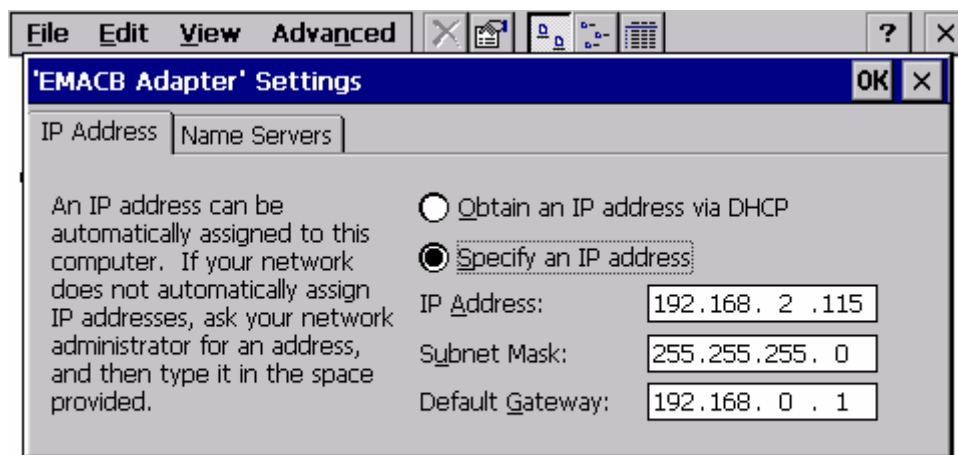 File Edit View Advanced ? ×
'EMACB Adapter' Settings OK ×
IP Address Name Servers
An IP address can be
automatically assigned to this
computer. If your network
does not automatically assign
IP addresses, ask your network
administrator for an address,
and then type it in the space
provided.
Obtain an IP address via DHCP
Specify an IP address
IP Address: 192.168. 2 .115
Subnet Mask: 255.255.255. 0
Default Gateway: 192.168. 0 . 1